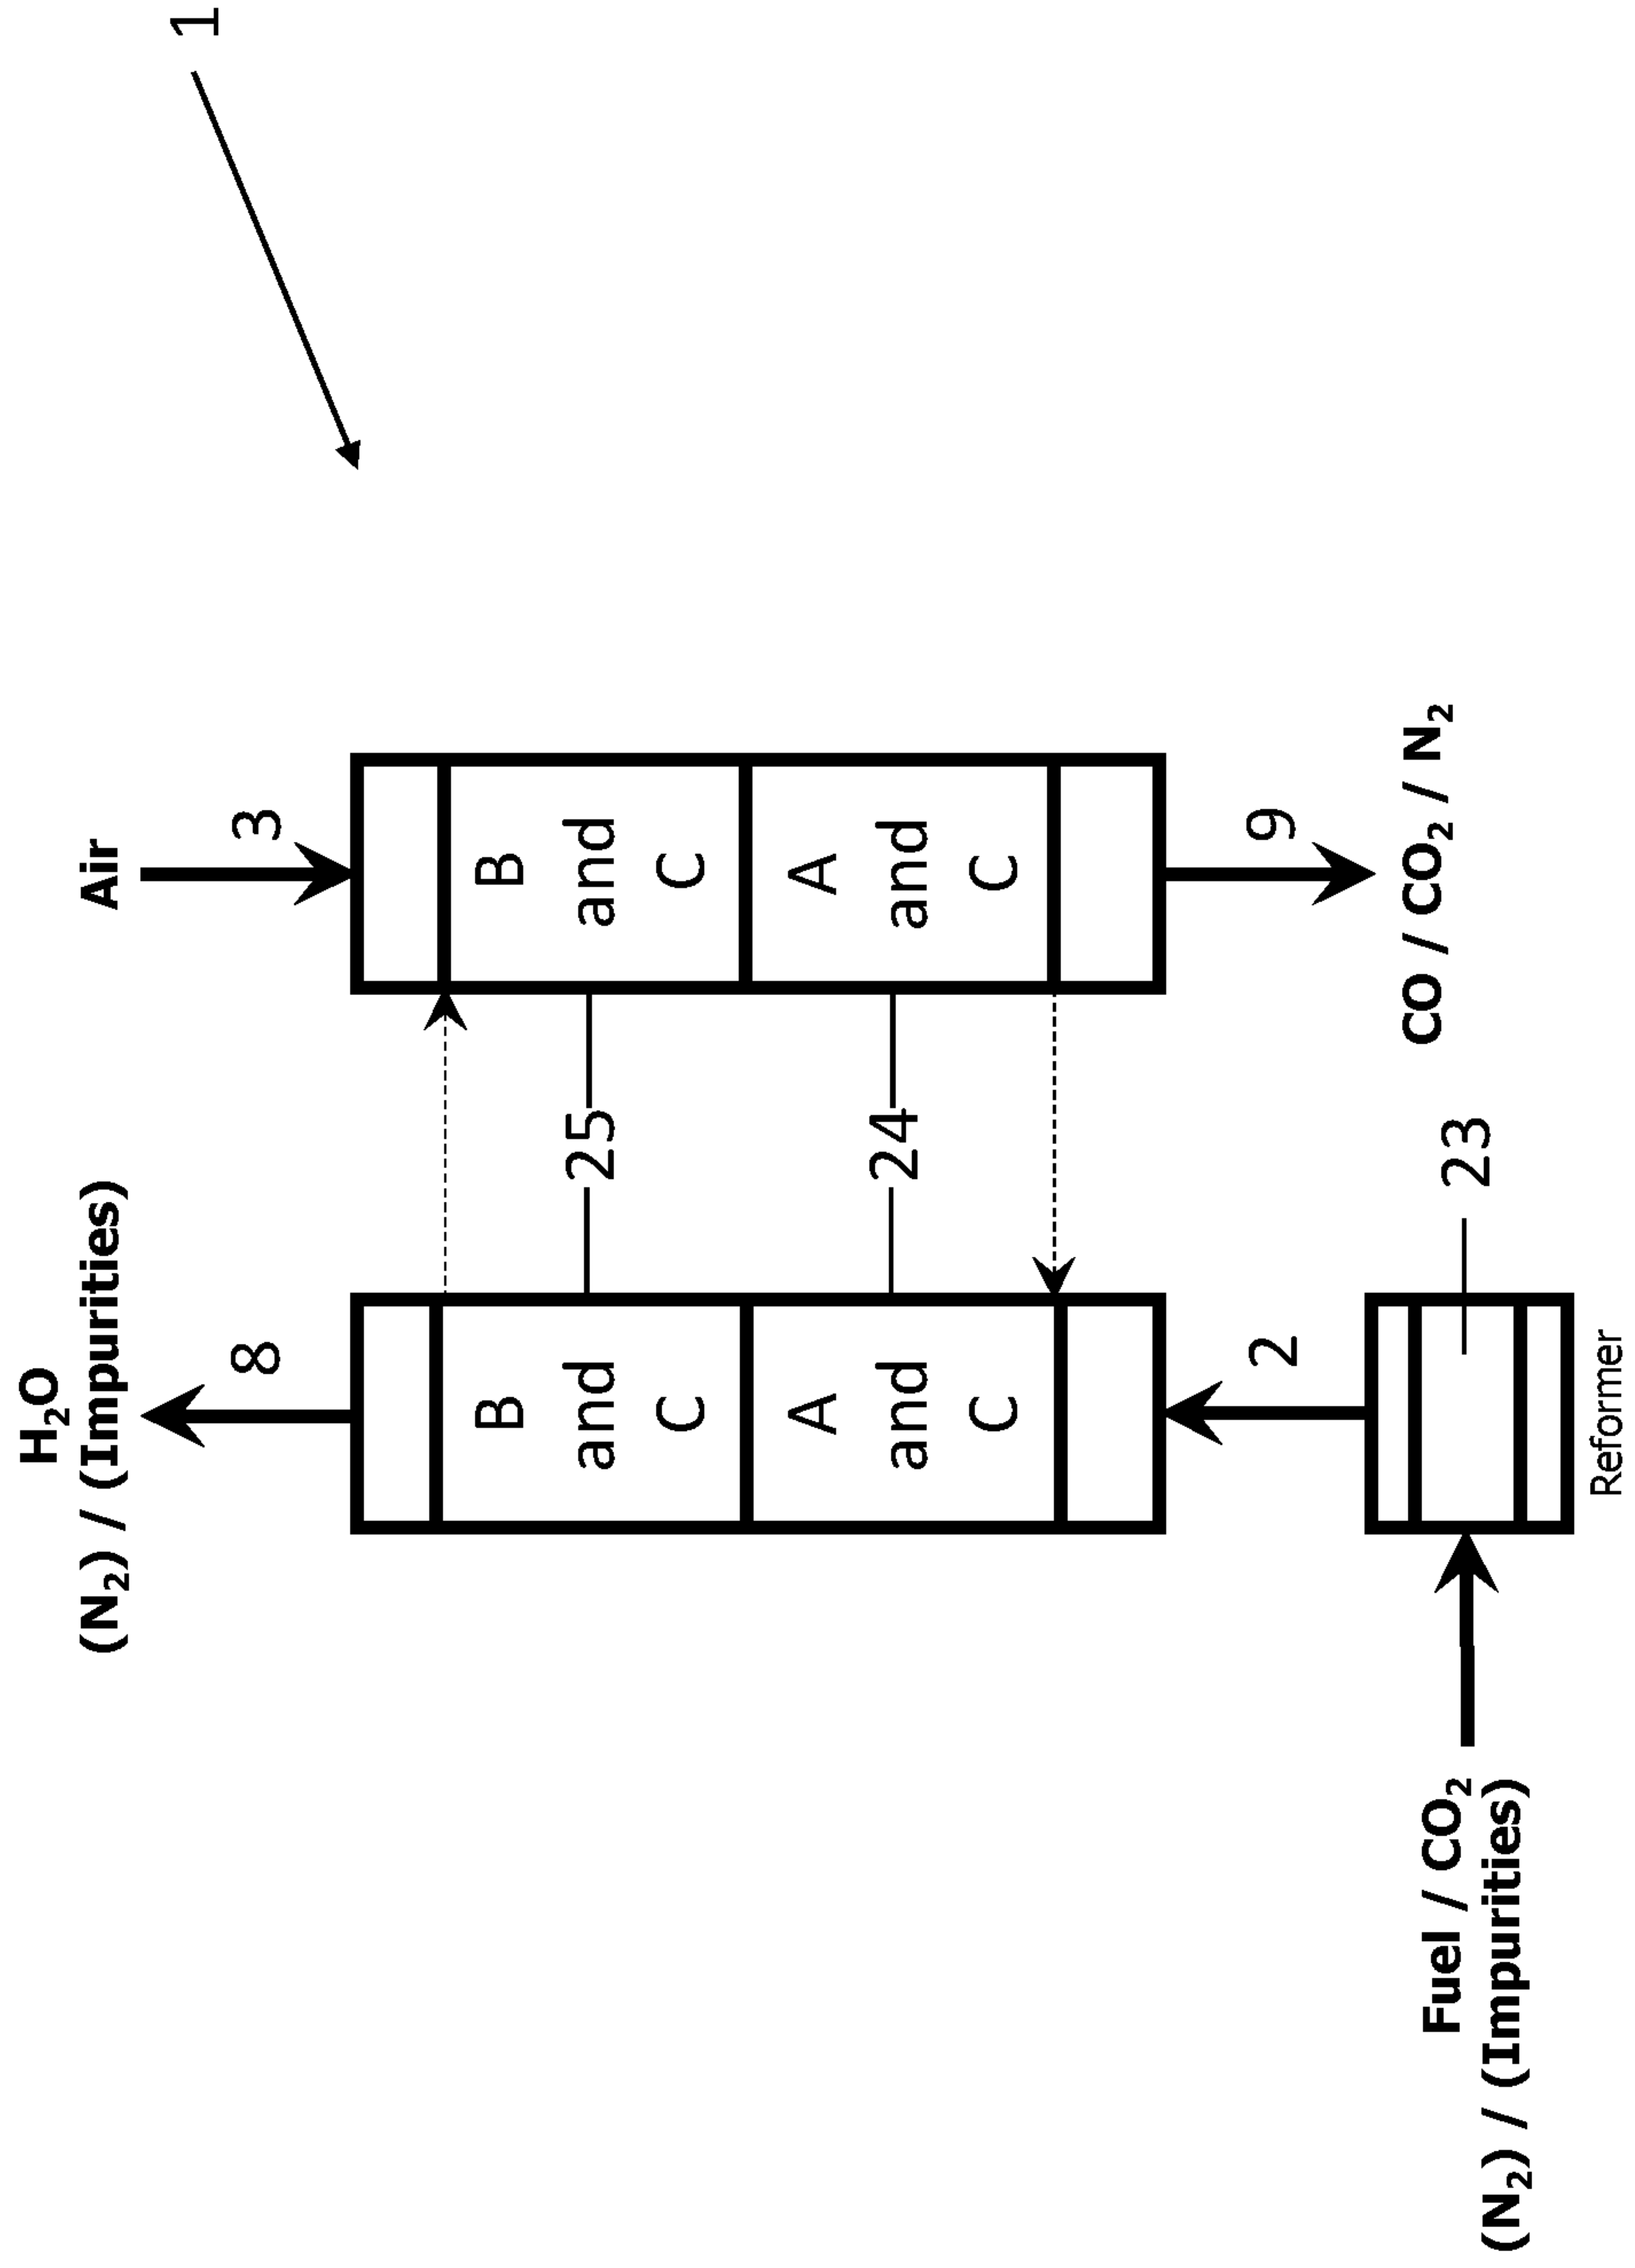 H₂O
(N₂) / (Impurities)
Air
1
8
3
B
and
C
25
B
and
C
A
and
C
24
A
and
C
2
9
Fuel / CO₂
(N₂) / (Impurities)
23
CO / CO₂ / N₂
Reformer